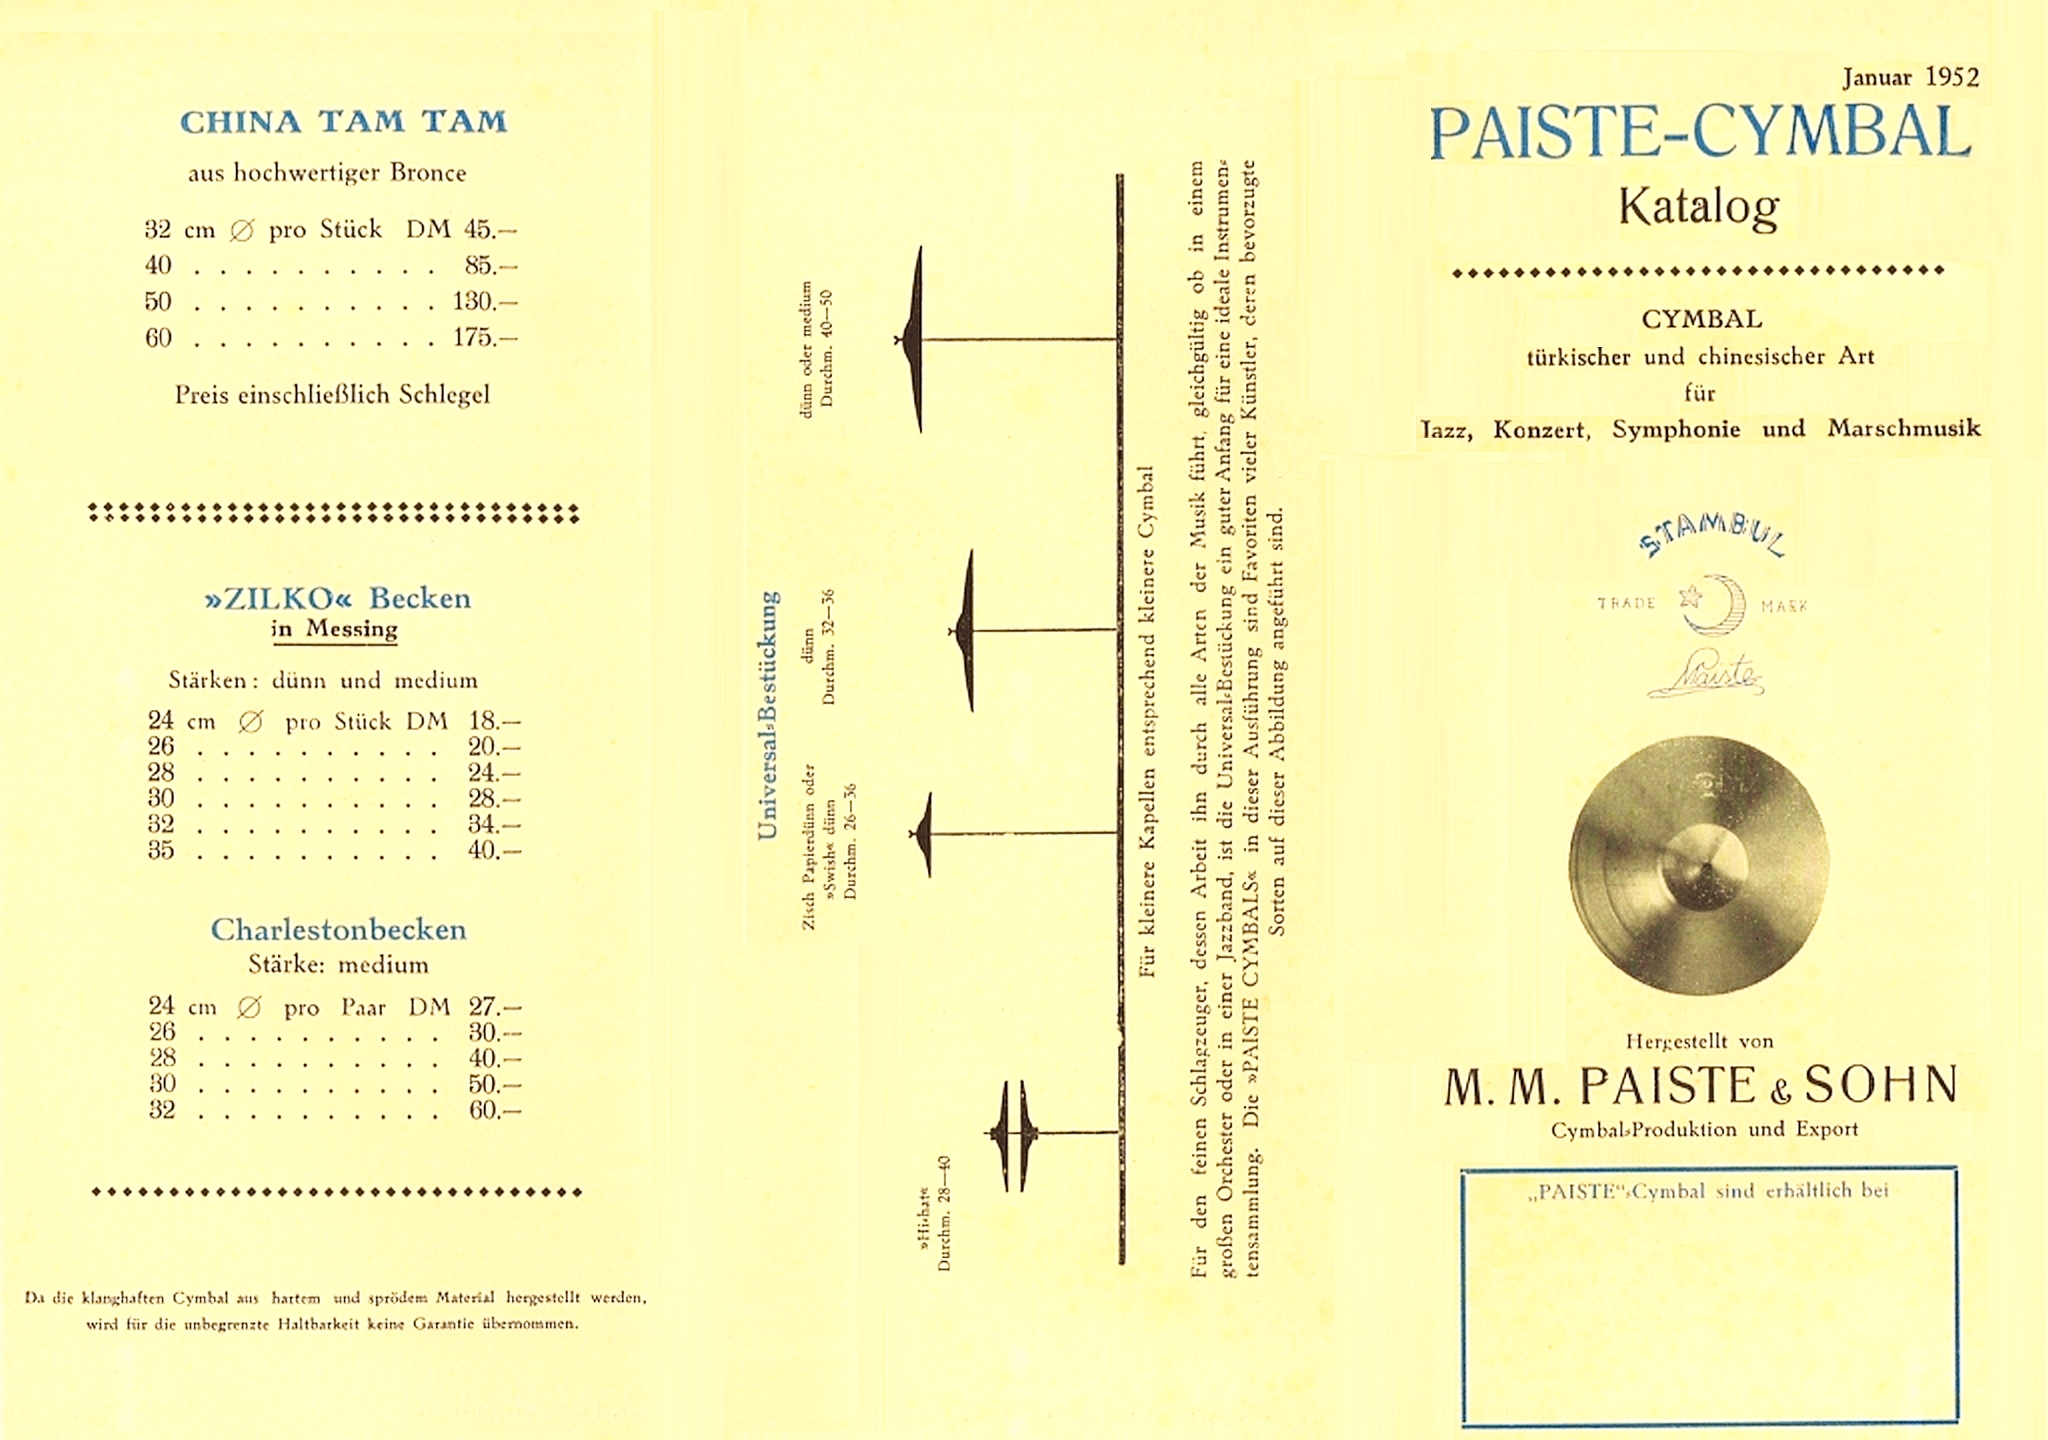 CHINA TAM TAM
aus hochwertiger Bronce
32 cm ∅ pro Stück DM 45.—
40 . . . . . . . . . . 85.—
50 . . . . . . . . . . 130.—
60 . . . . . . . . . . 175.—
Preis einschließlich Schlegel
»ZILKO« Becken
in Messing
Stärken: dünn und medium
24 cm ∅ pro Stück DM 18.—
26 . . . . . . . . . . 20.—
28 . . . . . . . . . . 24.—
30 . . . . . . . . . . 28.—
32 . . . . . . . . . . 34.—
35 . . . . . . . . . . 40.—
Charlestonbecken
Stärke: medium
24 cm ∅ pro Paar DM 27.—
26 . . . . . . . . . . 30.—
28 . . . . . . . . . . 40.—
30 . . . . . . . . . . 50.—
32 . . . . . . . . . . 60.—
Da die klanghaften Cymbal aus hartem und sprödem Material hergestellt werden,
wird für die unbegrenzte Haltbarkeit keine Garantie übernommen.
Universal-Bestückung
»Hi-hat«
Durchm. 28—40
Zisch Papierdünn oder
»Swish« dünn
Durchm. 26—36
dünn
Durchm. 32—36
dünn oder medium
Durchm. 40—50
Für kleinere Kapellen entsprechend kleinere Cymbal
Für den feinen Schlagzeuger, dessen Arbeit ihn durch alle Arten der Musik führt, gleichgültig ob in einem
großen Orchester oder in einer Jazzband, ist die Universal-Bestückung ein guter Anfang für eine ideale Instrumen-
tensammlung. Die »PAISTE CYMBALS« in dieser Ausführung sind Favoriten vieler Künstler, deren bevorzugte
Sorten auf dieser Abbildung angeführt sind.
Januar 1952
PAISTE-CYMBAL
Katalog
CYMBAL
türkischer und chinesischer Art
für
Jazz, Konzert, Symphonie und Marschmusik
STAMBUL
TRADE MARK
Paiste
Hergestellt von
M. M. PAISTE & SOHN
Cymbal-Produktion und Export
„PAISTE“-Cymbal sind erhältlich bei